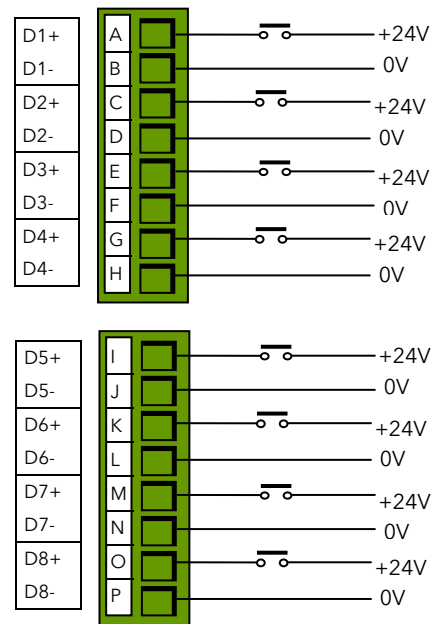 D1+ A +24V
D1- B 0V
D2+ C +24V
D2- D 0V
D3+ E +24V
D3- F 0V
D4+ G +24V
D4- H 0V
D5+ I +24V
D5- J 0V
D6+ K +24V
D6- L 0V
D7+ M +24V
D7- N 0V
D8+ O +24V
D8- P 0V